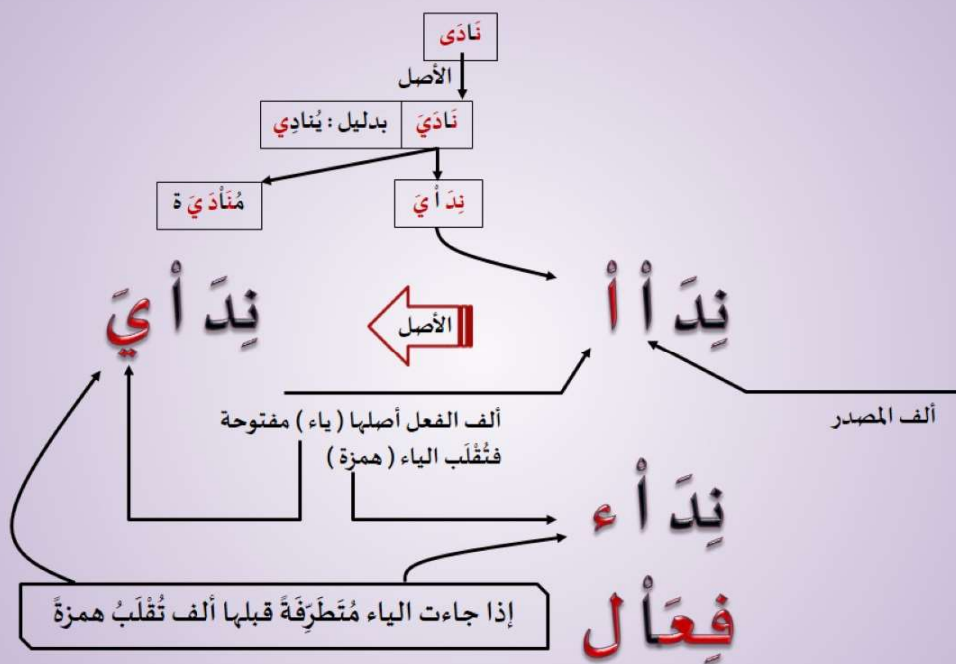 نَادَى
الأصل
نَادَيَ بدليل : يُنادِي
نِدَ اْ يَ مُنَاْدَيَ ة
نِدَ اْ اْ الأصل نِدَ اْ يَ
ألف المصدر
ألف الفعل أصلها ( ياء ) مفتوحة
فتُقْلَب الياء ( همزة )
نِدَ اْ ء
إذا جاءت الياء مُتَطَرِّفَةً قبلها ألف تُقْلَبُ همزةً
فِعَاْ ل